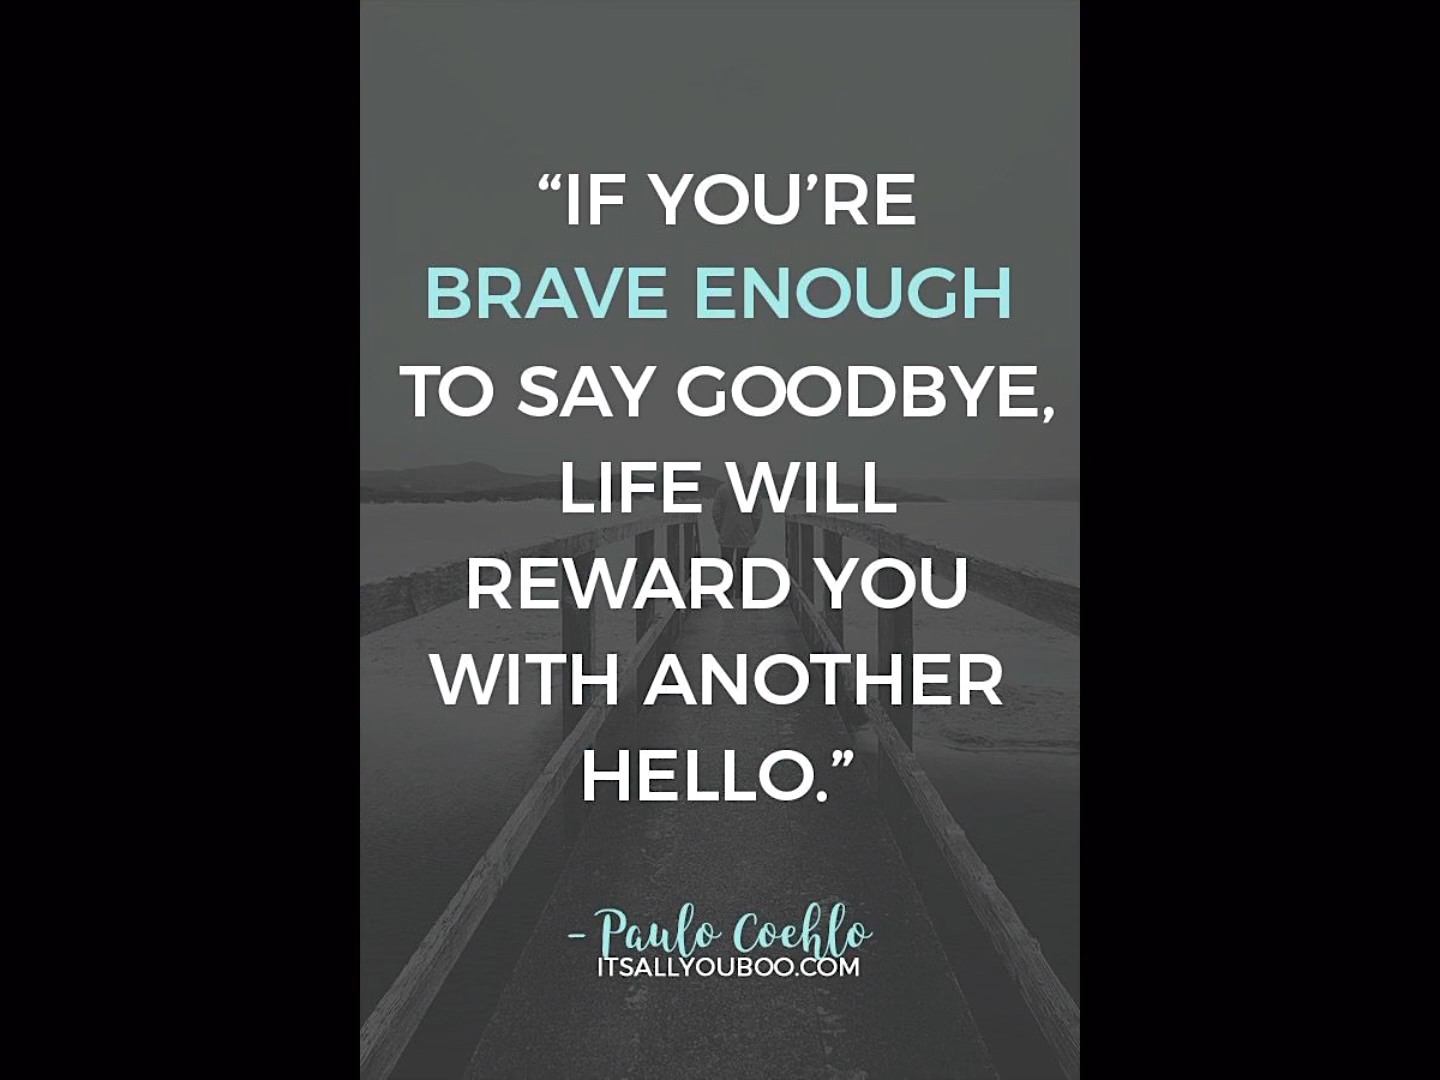 “IF YOU’RE
BRAVE ENOUGH
TO SAY GOODBYE,
LIFE WILL
REWARD YOU
WITH ANOTHER
HELLO.”
- Paulo Coehlo
ITSALLYOUBOO.COM